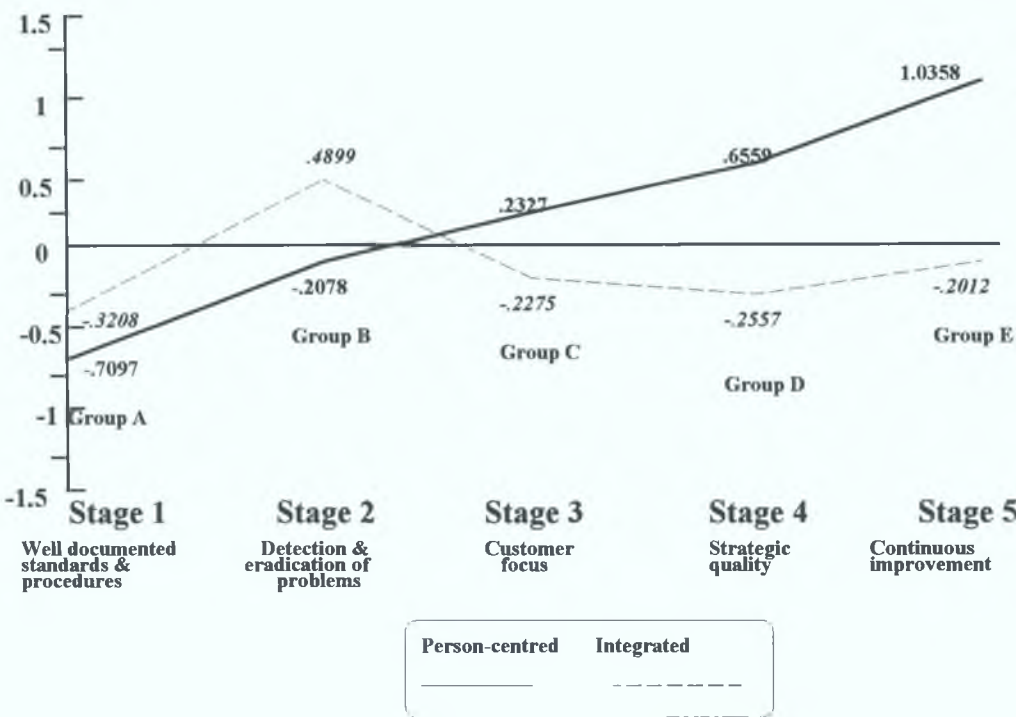 1.5
1
1.0358
.4899
0.5
.6559
.2327
0
-.2078
-.2012
-.3208
-.2275
-.2557
-0.5
Group B
Group E
Group C
-.7097
Group D
-1
Group A
-1.5
Stage 1 Stage 2 Stage 3 Stage 4 Stage 5
Well documented
standards &
procedures
Detection &
eradication of
problems
Customer
focus
Strategic
quality
Continuous
improvement
Person-centred Integrated